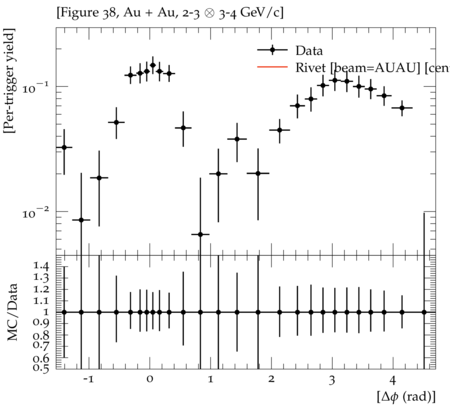 [Figure 38, Au + Au, 2-3 ⊗ 3-4 GeV/c]
[Per-trigger yield]
Data
Rivet [beam=AUAU] [cen
10⁻¹
10⁻²
MC/Data
1.4
1.3
1.2
1.1
1
0.9
0.8
0.7
0.6
0.5
-1 0 1 2 3 4
[Δϕ (rad)]